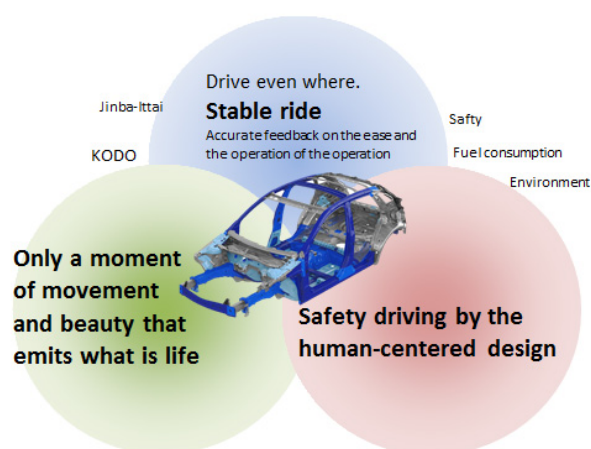 Drive even where.
Stable ride
Accurate feedback on the ease and
the operation of the operation
Jinba-Ittai
KODO
Safty
Fuel consumption
Environment
Only a moment
of movement
and beauty that
emits what is life
Safety driving by the
human-centered design